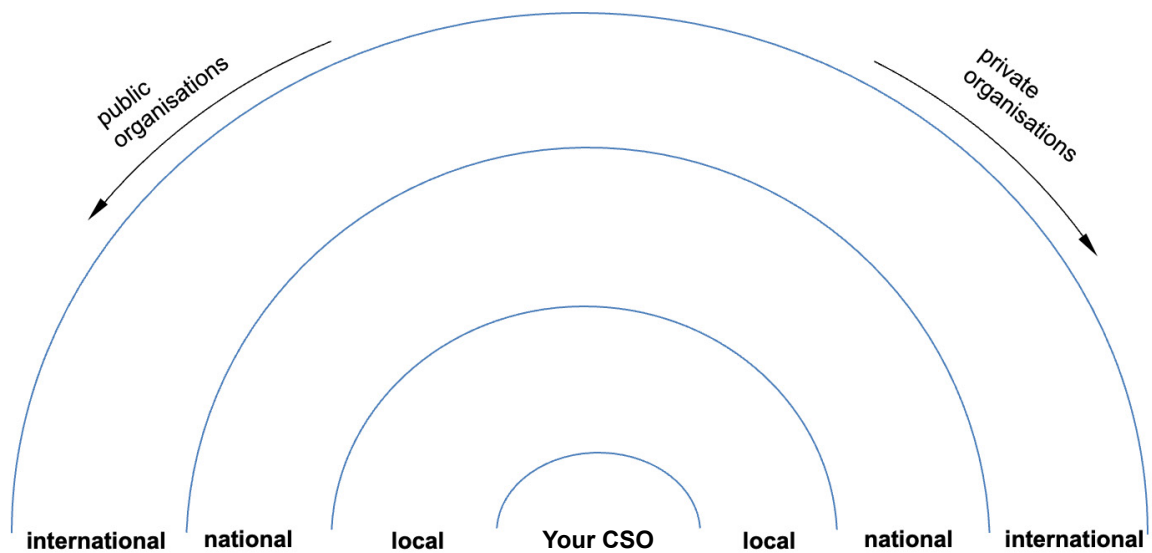 public
organisations
private
organisations
international national local Your CSO local national international